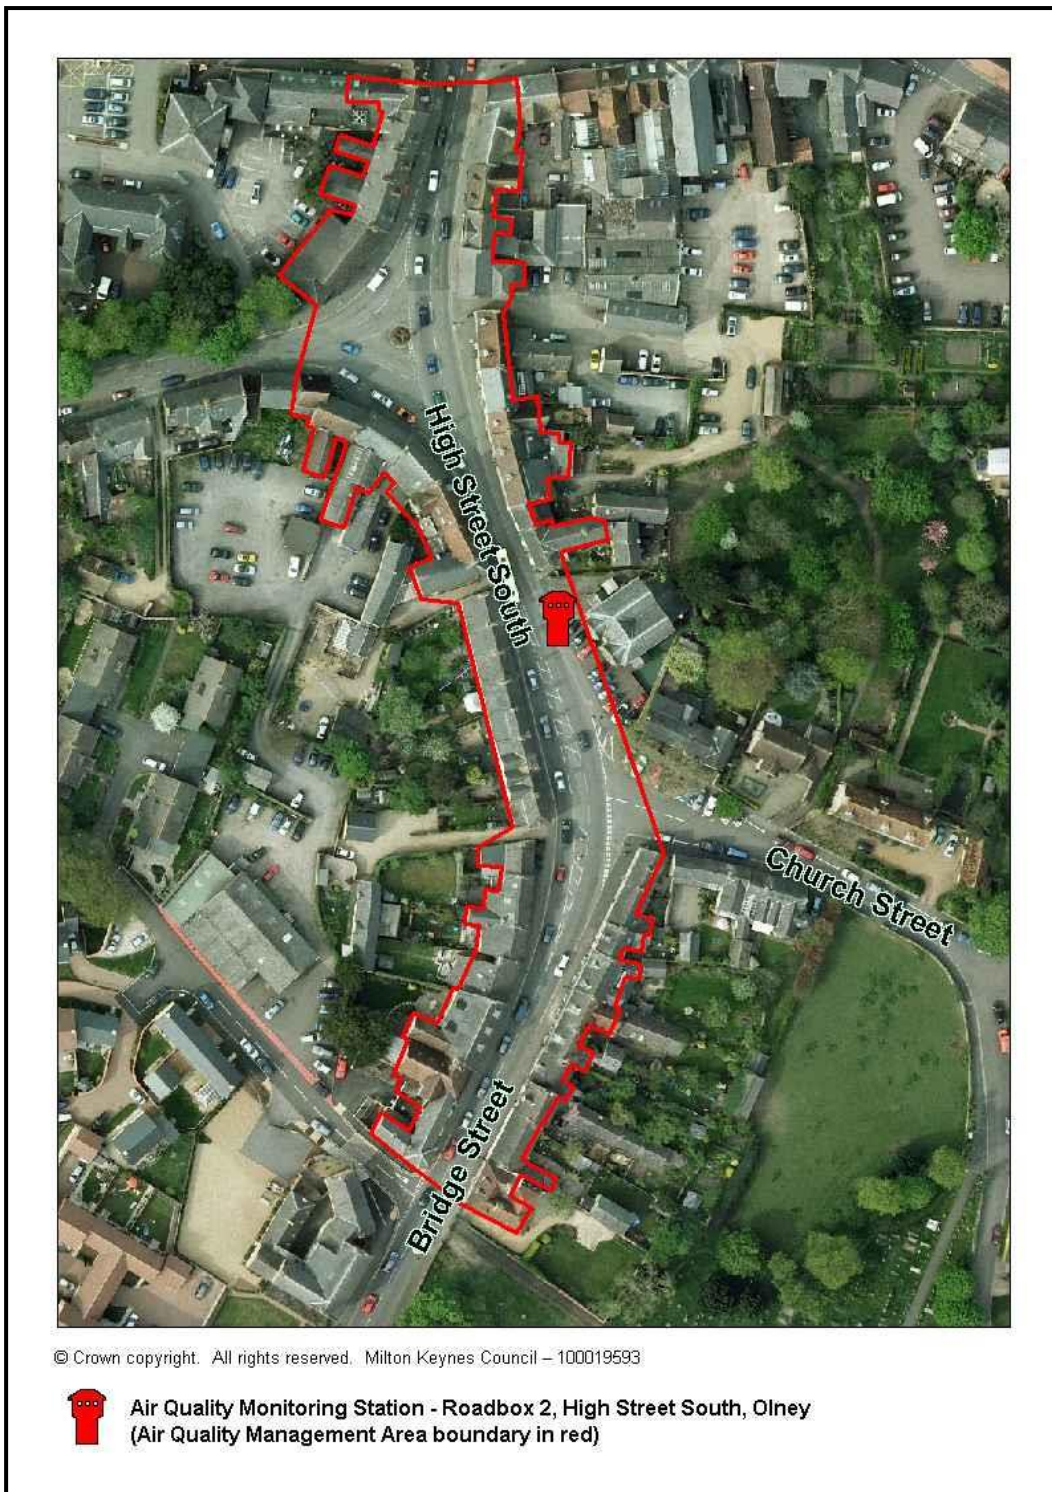 High Street South
Church Street
Bridge Street
© Crown copyright.  All rights reserved.  Milton Keynes Council – 100019593
Air Quality Monitoring Station - Roadbox 2, High Street South, Olney
(Air Quality Management Area boundary in red)